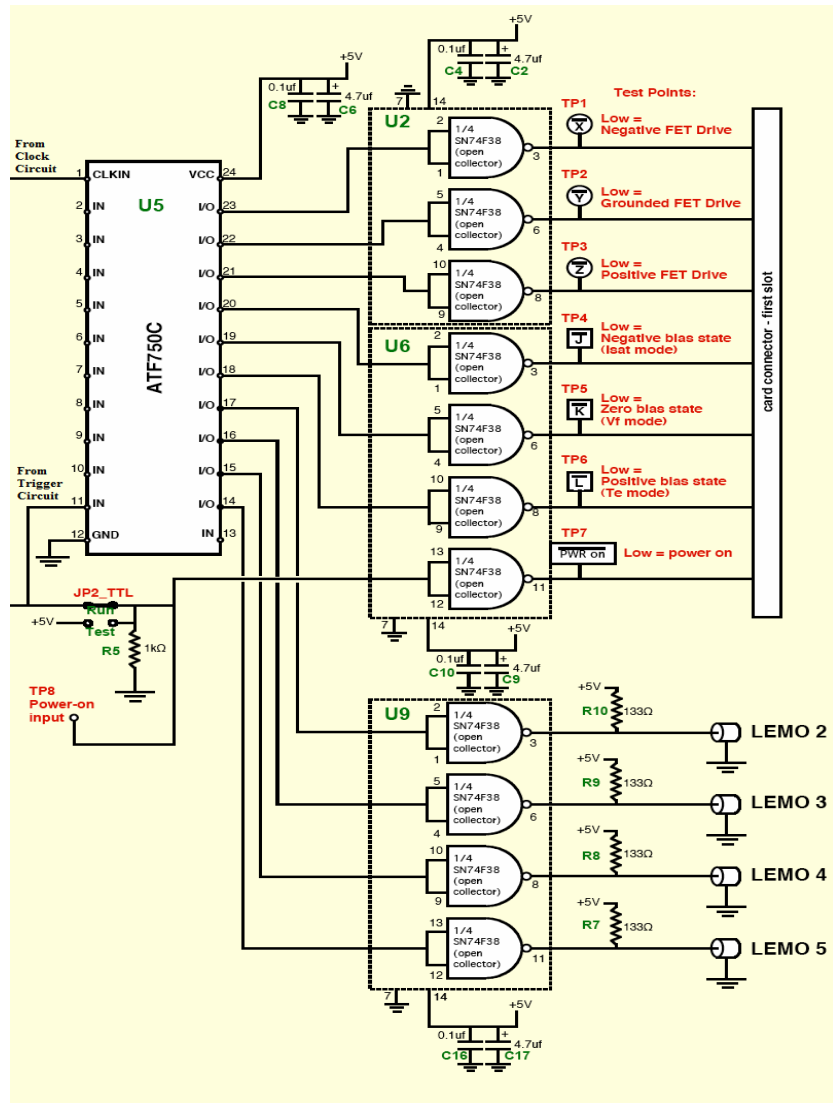 +5V
0.1uf
+
4.7uf
C4
C2
+5V
0.1uf
+
4.7uf
C8
C6
7
14
Test Points:
From
Clock
Circuit
1
CLKIN
VCC
24
U5
2
IN
I/O
23
3
IN
I/O
22
4
IN
I/O
21
5
IN
I/O
20
6
IN
I/O
19
7
IN
I/O
18
8
IN
I/O
17
9
IN
I/O
16
10
IN
I/O
15
From
Trigger
Circuit
11
IN
I/O
14
12
GND
IN
13
ATF750C
U2
2
1/4
SN74F38
(open
collector)
1
3
5
1/4
SN74F38
(open
collector)
4
6
10
1/4
SN74F38
(open
collector)
9
8
TP1
X
Low =
Negative FET Drive
TP2
Y
Low =
Grounded FET Drive
TP3
Z
Low =
Positive FET Drive
U6
2
1/4
SN74F38
(open
collector)
1
3
5
1/4
SN74F38
(open
collector)
4
6
10
1/4
SN74F38
(open
collector)
9
8
13
1/4
SN74F38
(open
collector)
12
11
TP4
J
Low =
Negative bias state
(Isat mode)
TP5
K
Low =
Zero bias state
(Vf mode)
TP6
L
Low =
Positive bias state
(Te mode)
TP7
PWR on
Low = power on
card connector - first slot
JP2_TTL
Run
+5V
Test
R5
1kΩ
TP8
Power-on
input
7
14
+5V
0.1uf
+
4.7uf
C10
C9
U9
2
1/4
SN74F38
(open
collector)
1
3
+5V
R10
133Ω
LEMO 2
5
1/4
SN74F38
(open
collector)
4
6
+5V
R9
133Ω
LEMO 3
10
1/4
SN74F38
(open
collector)
9
8
+5V
R8
133Ω
LEMO 4
13
1/4
SN74F38
(open
collector)
12
11
+5V
R7
133Ω
LEMO 5
7
14
+5V
0.1uf
+
4.7uf
C16
C17